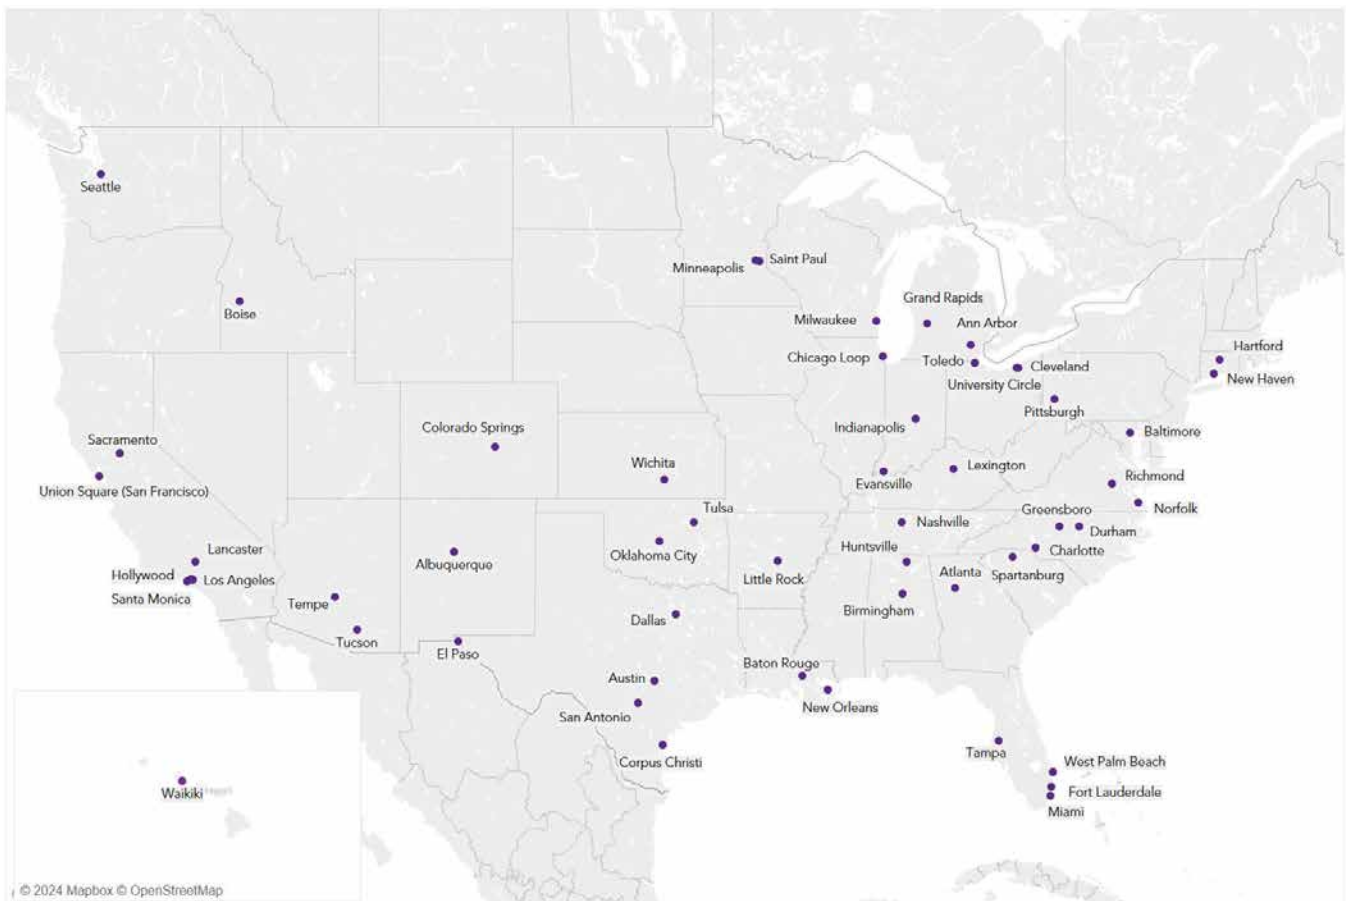 Seattle
Minneapolis
Saint Paul
Grand Rapids
Boise
Milwaukee
Ann Arbor
Hartford
Chicago Loop
Toledo
Cleveland
New Haven
University Circle
Pittsburgh
Colorado Springs
Indianapolis
Baltimore
Sacramento
Wichita
Lexington
Evansville
Richmond
Union Square (San Francisco)
Tulsa
Nashville
Greensboro
Norfolk
Durham
Lancaster
Oklahoma City
Huntsville
Charlotte
Hollywood
Los Angeles
Albuquerque
Little Rock
Atlanta
Spartanburg
Santa Monica
Tempe
Birmingham
Dallas
Tucson
El Paso
Baton Rouge
Austin
New Orleans
San Antonio
Tampa
Corpus Christi
West Palm Beach
Waikiki
Fort Lauderdale
Miami
© 2024 Mapbox © OpenStreetMap